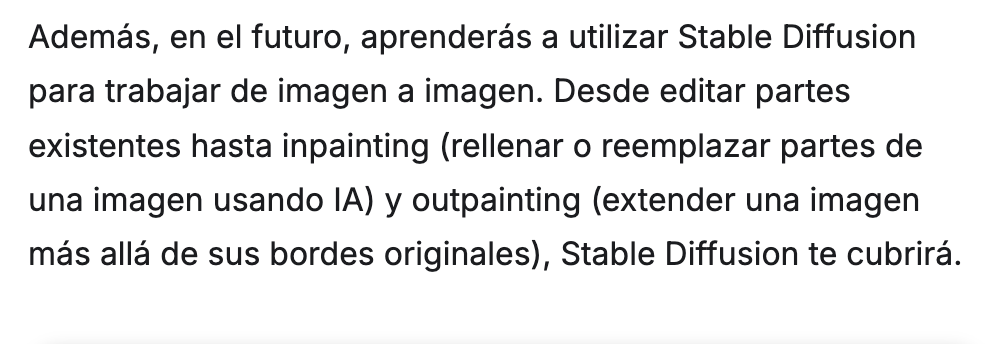 Además, en el futuro, aprenderás a utilizar Stable Diffusion
para trabajar de imagen a imagen. Desde editar partes
existentes hasta inpainting (rellenar o reemplazar partes de
una imagen usando IA) y outpainting (extender una imagen
más allá de sus bordes originales), Stable Diffusion te cubrirá.